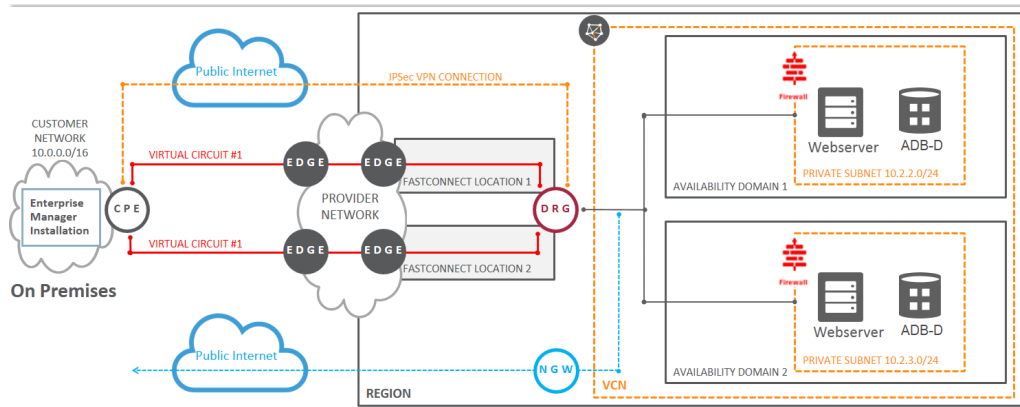 Public Internet
IPSec VPN CONNECTION
CUSTOMER
NETWORK
10.0.0.0/16
Enterprise
Manager
Installation
CPE
On Premises
VIRTUAL CIRCUIT #1
VIRTUAL CIRCUIT #1
EDGE
EDGE
PROVIDER
NETWORK
EDGE
EDGE
FASTCONNECT LOCATION 1
DRG
FASTCONNECT LOCATION 2
Public Internet
NGW
REGION
VCN
Firewall
Webserver
ADB-D
PRIVATE SUBNET 10.2.2.0/24
AVAILABILITY DOMAIN 1
Firewall
Webserver
ADB-D
PRIVATE SUBNET 10.2.3.0/24
AVAILABILITY DOMAIN 2